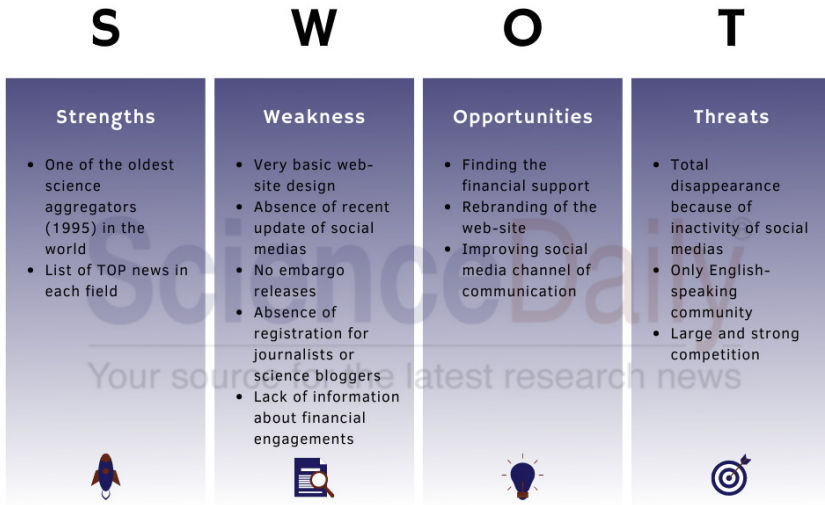 S
W
O
T
Strengths
• One of the oldest
science
aggregators
(1995) in the
world
• List of TOP news in
each field
Weakness
• Very basic web-
site design
• Absence of recent
update of social
medias
• No embargo
releases
• Absence of
registration for
journalists or
science bloggers
• Lack of information
about financial
engagements
Opportunities
• Finding the
financial support
• Rebranding of the
web-site
• Improving social
media channel of
communication
Threats
• Total
disappearance
because of
inactivity of social
medias
• Only English-
speaking
community
• Large and strong
competition
ScienceDaily®
Your source for the latest research news